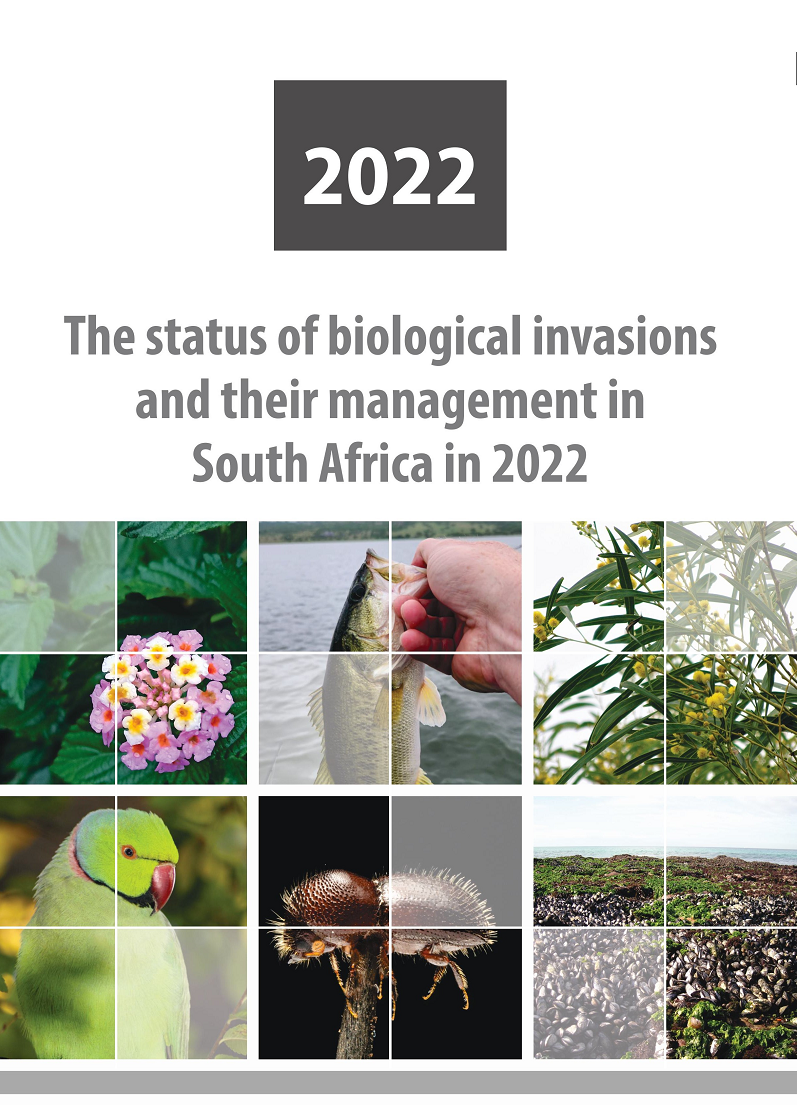 2022
The status of biological invasions
and their management in
South Africa in 2022